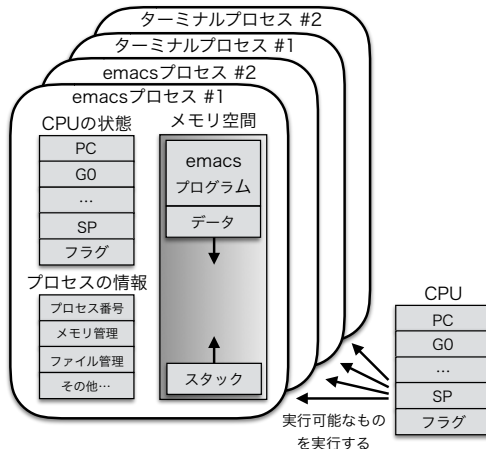 ターミナルプロセス #2
ターミナルプロセス #1
emacsプロセス #2
emacsプロセス #1
CPUの状態
PC
G0
…
SP
フラグ
プロセスの情報
プロセス番号
メモリ管理
ファイル管理
その他…
メモリ空間
emacs
プログラム
データ
スタック
CPU
PC
G0
…
SP
フラグ
実行可能なもの
を実行する